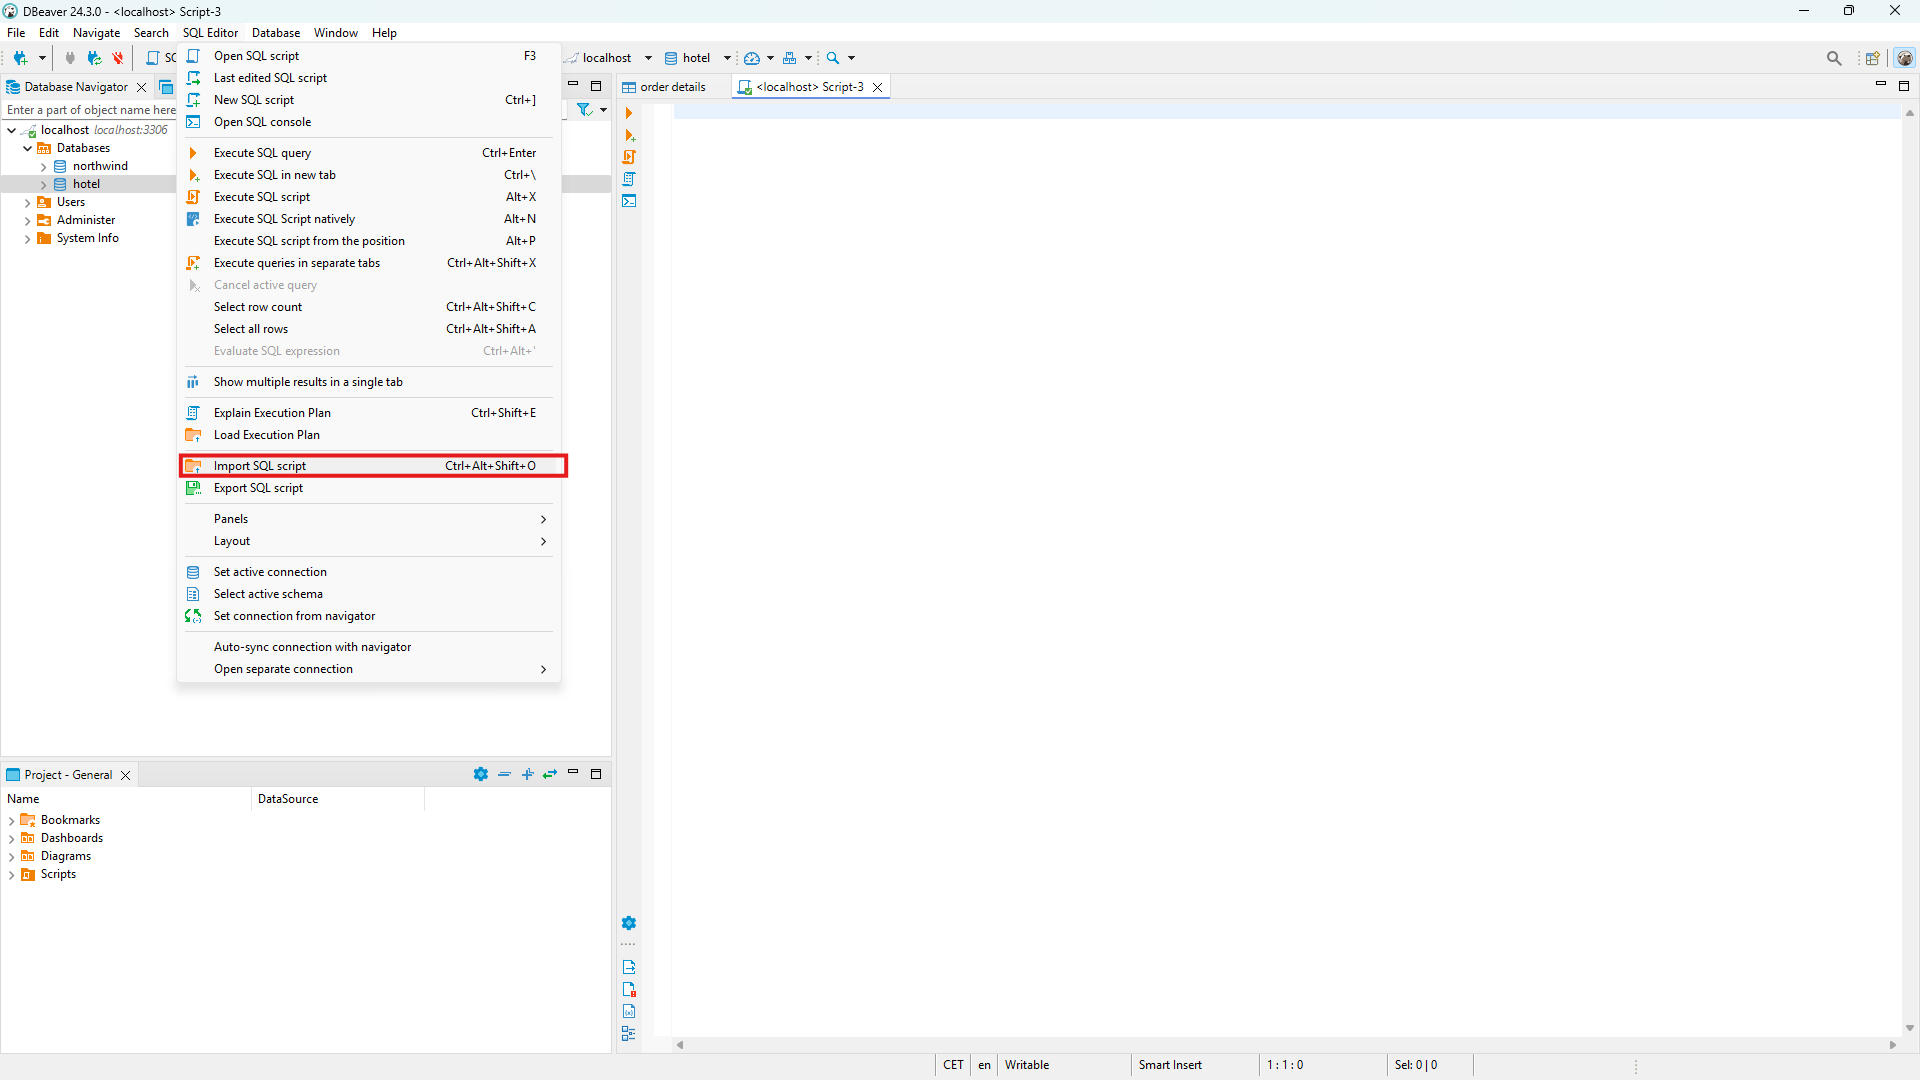 DBeaver 24.3.0 - <localhost> Script-3
File Edit Navigate Search SQL Editor Database Window Help
localhost hotel
Database Navigator
Enter a part of object name here
localhost localhost:3306
Databases
northwind
hotel
Users
Administer
System Info
Open SQL script F3
Last edited SQL script
New SQL script Ctrl+]
Open SQL console
Execute SQL query Ctrl+Enter
Execute SQL in new tab Ctrl+\
Execute SQL script Alt+X
Execute SQL Script natively Alt+N
Execute SQL script from the position Alt+P
Execute queries in separate tabs Ctrl+Alt+Shift+X
Cancel active query
Select row count Ctrl+Alt+Shift+C
Select all rows Ctrl+Alt+Shift+A
Evaluate SQL expression Ctrl+Alt+'
Show multiple results in a single tab
Explain Execution Plan Ctrl+Shift+E
Load Execution Plan
Import SQL script Ctrl+Alt+Shift+O
Export SQL script
Panels
Layout
Set active connection
Select active schema
Set connection from navigator
Auto-sync connection with navigator
Open separate connection
order details
<localhost> Script-3
Project - General
Name DataSource
Bookmarks
Dashboards
Diagrams
Scripts
CET en Writable Smart Insert 1 : 1 : 0 Sel: 0 | 0